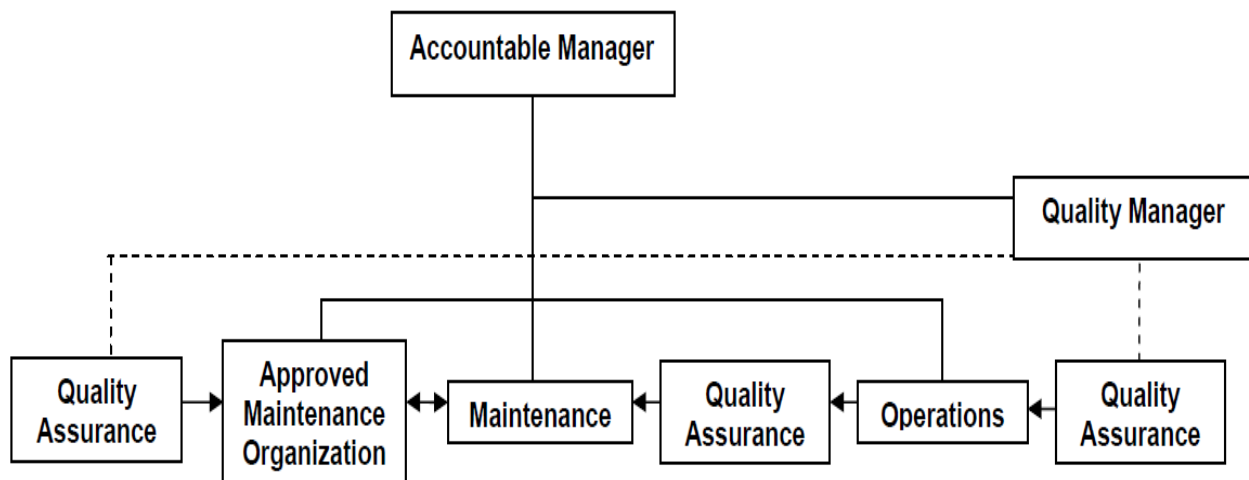 Accountable Manager
Quality Manager
Quality
Assurance
Approved
Maintenance
Organization
Maintenance
Quality
Assurance
Operations
Quality
Assurance